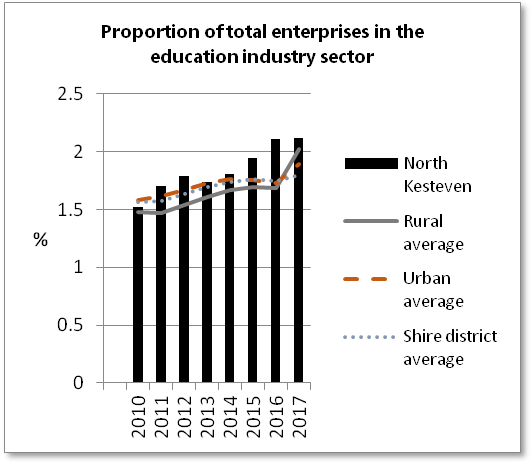 Proportion of total enterprises in the
education industry sector
2.5
2
1.5
1
0.5
0
%
2010
2011
2012
2013
2014
2015
2016
2017
North
Kesteven
Rural
average
Urban
average
Shire district
average